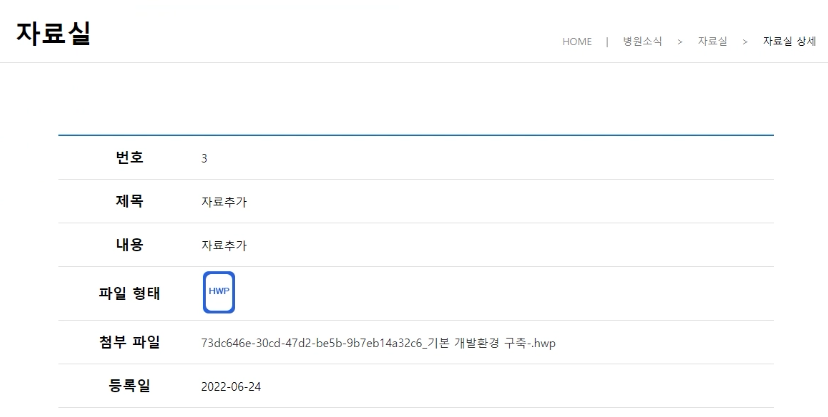 자료실
HOME | 병원소식 > 자료실 > 자료실 상세
번호 3
제목 자료추가
내용 자료추가
파일 형태 HWP
첨부 파일 73dc646e-30cd-47d2-be5b-9b7eb14a32c6_기본 개발환경 구축-.hwp
등록일 2022-06-24